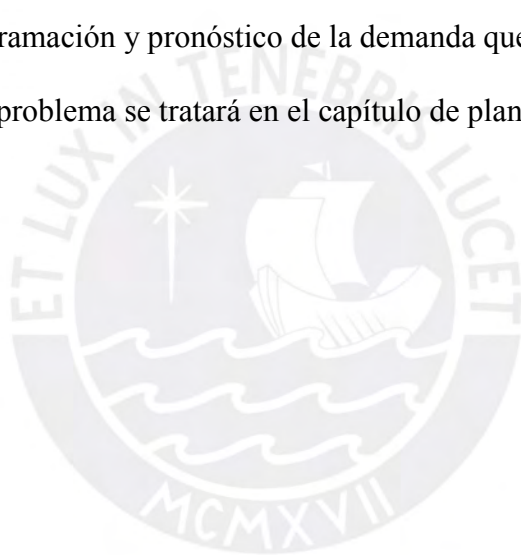 ramación y pronóstico de la demanda que
problema se tratará en el capítulo de plan
ET LUX IN TENEBRIS LUCET
MCMXVII